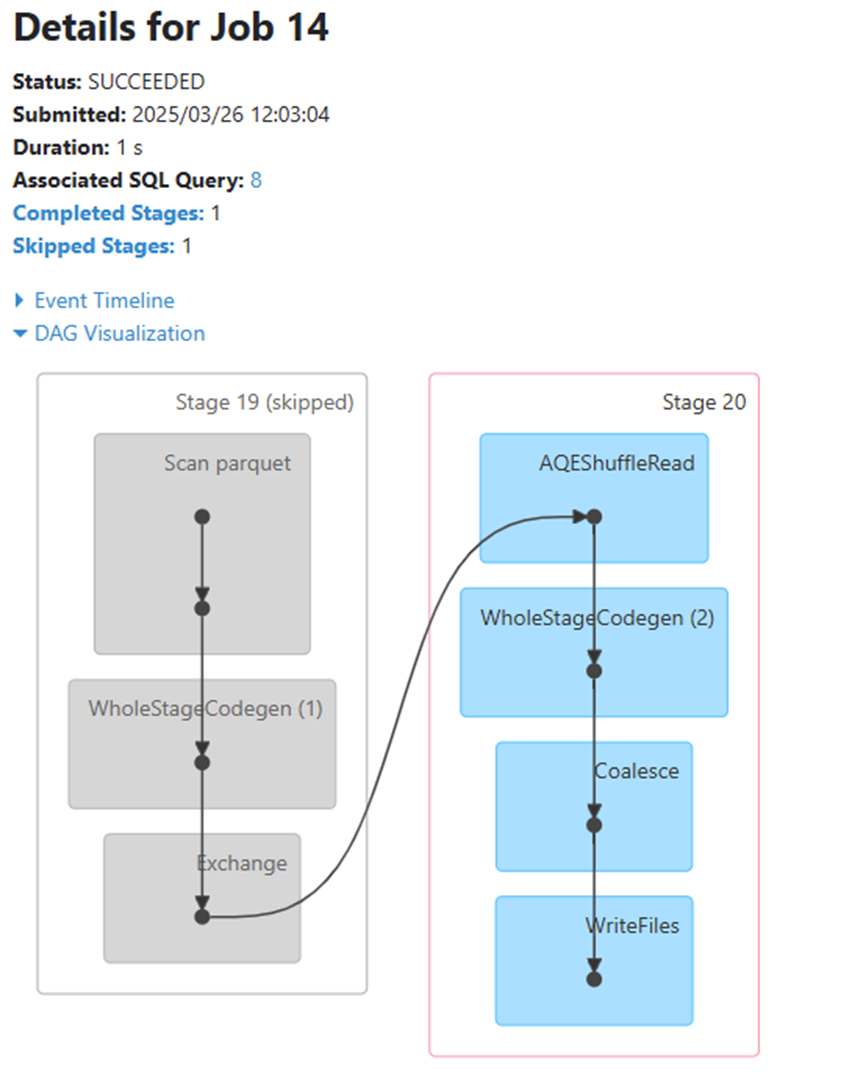 Details for Job 14
Status: SUCCEEDED
Submitted: 2025/03/26 12:03:04
Duration: 1 s
Associated SQL Query: 8
Completed Stages: 1
Skipped Stages: 1
Event Timeline
DAG Visualization
Stage 19 (skipped)
Scan parquet
WholeStageCodegen (1)
Exchange
Stage 20
AQEShuffleRead
WholeStageCodegen (2)
Coalesce
WriteFiles